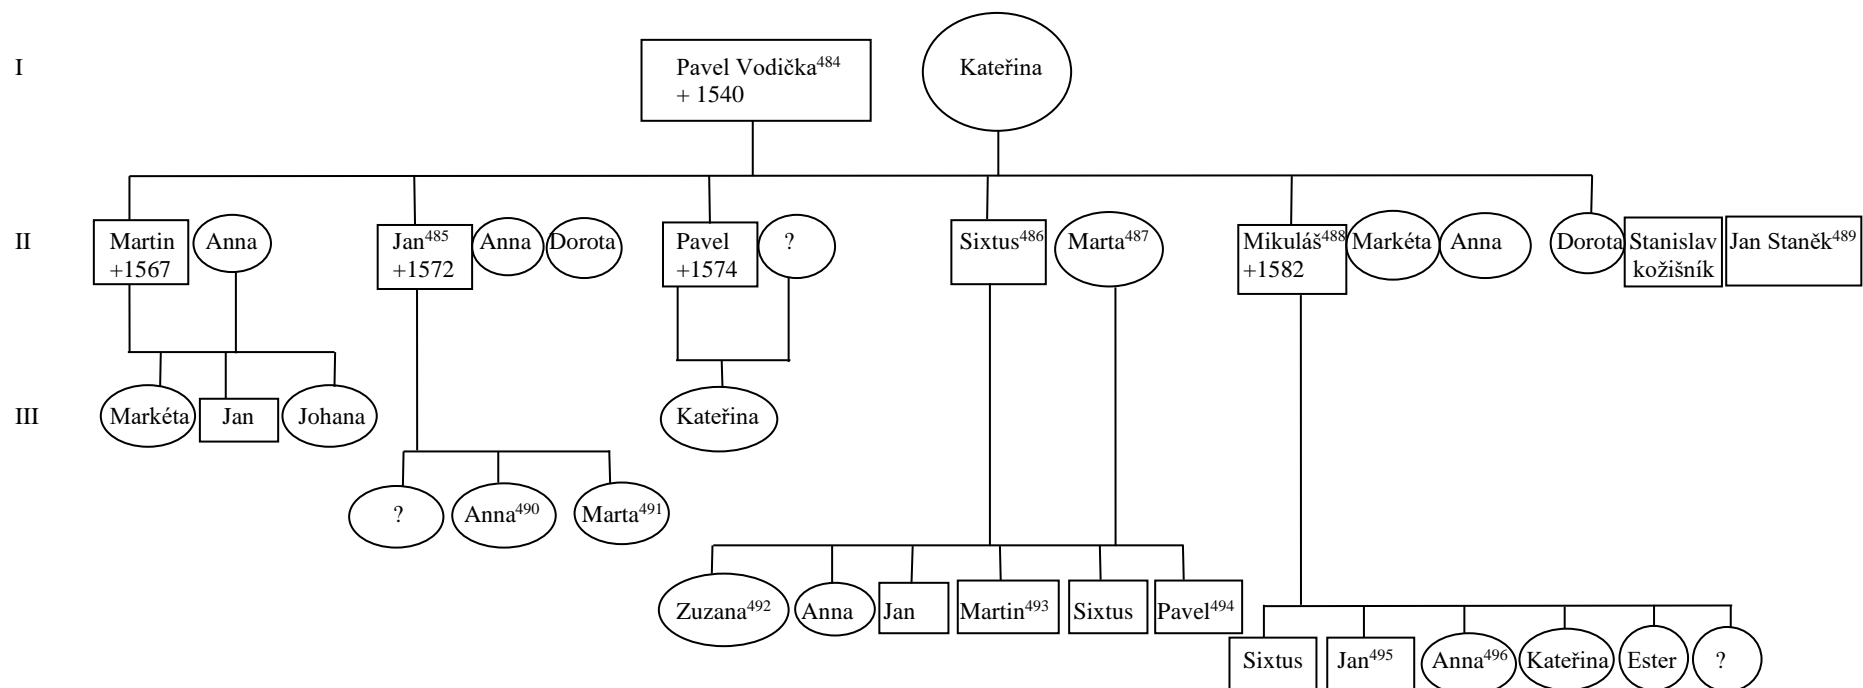 I
Pavel Vodička484
+ 1540
Kateřina
II
Martin
+1567
Anna
Jan485
+1572
Anna
Dorota
Pavel
+1574
?
Sixtus486
Marta487
Mikuláš488
+1582
Markéta
Anna
Dorota
Stanislav
kožišník
Jan Staněk489
III
Markéta
Jan
Johana
Kateřina
?
Anna490
Marta491
Zuzana492
Anna
Jan
Martin493
Sixtus
Pavel494
Sixtus
Jan495
Anna496
Kateřina
Ester
?